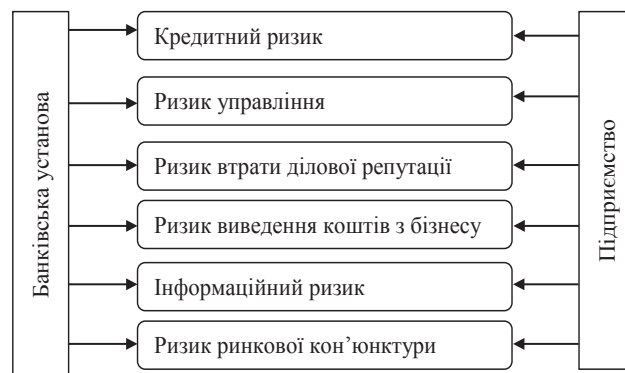 Банківська установа
Кредитний ризик
Ризик управління
Ризик втрати ділової репутації
Ризик виведення коштів з бізнесу
Інформаційний ризик
Ризик ринкової кон’юнктури
Підприємство